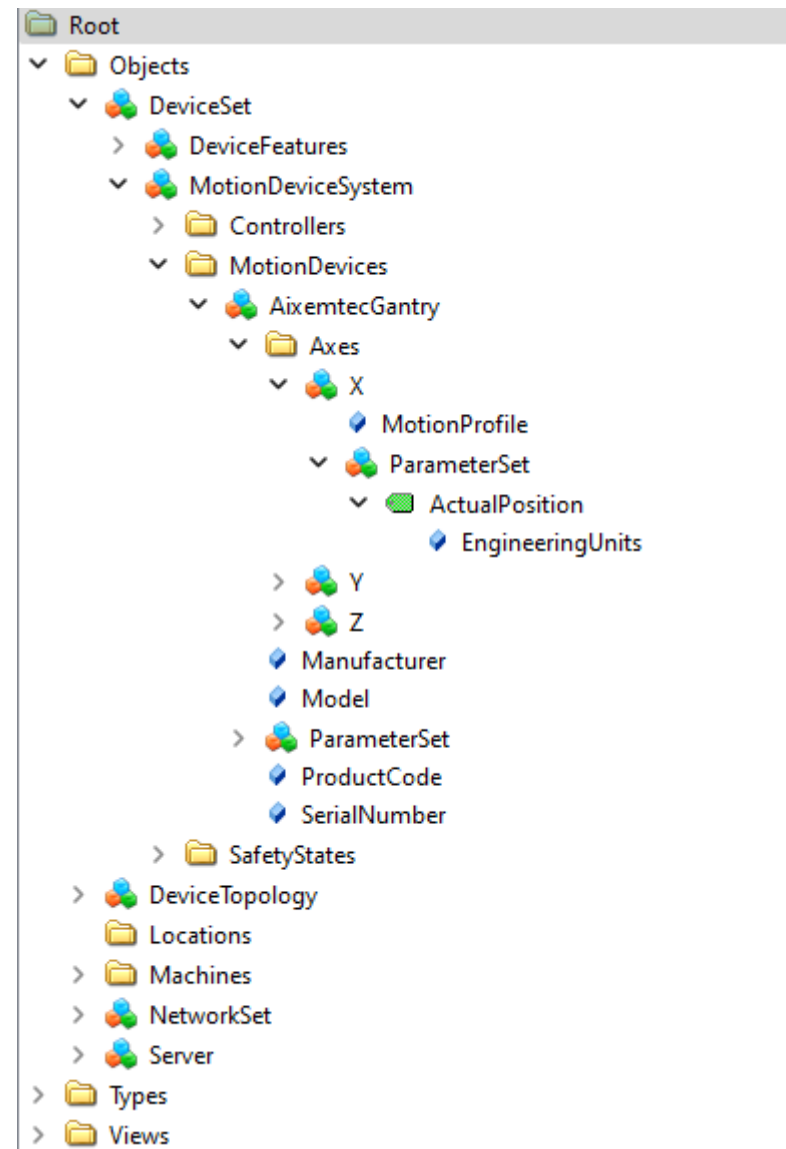 Root
Objects
DeviceSet
DeviceFeatures
MotionDeviceSystem
Controllers
MotionDevices
AixemtecGantry
Axes
X
MotionProfile
ParameterSet
ActualPosition
EngineeringUnits
Y
Z
Manufacturer
Model
ParameterSet
ProductCode
SerialNumber
SafetyStates
DeviceTopology
Locations
Machines
NetworkSet
Server
Types
Views